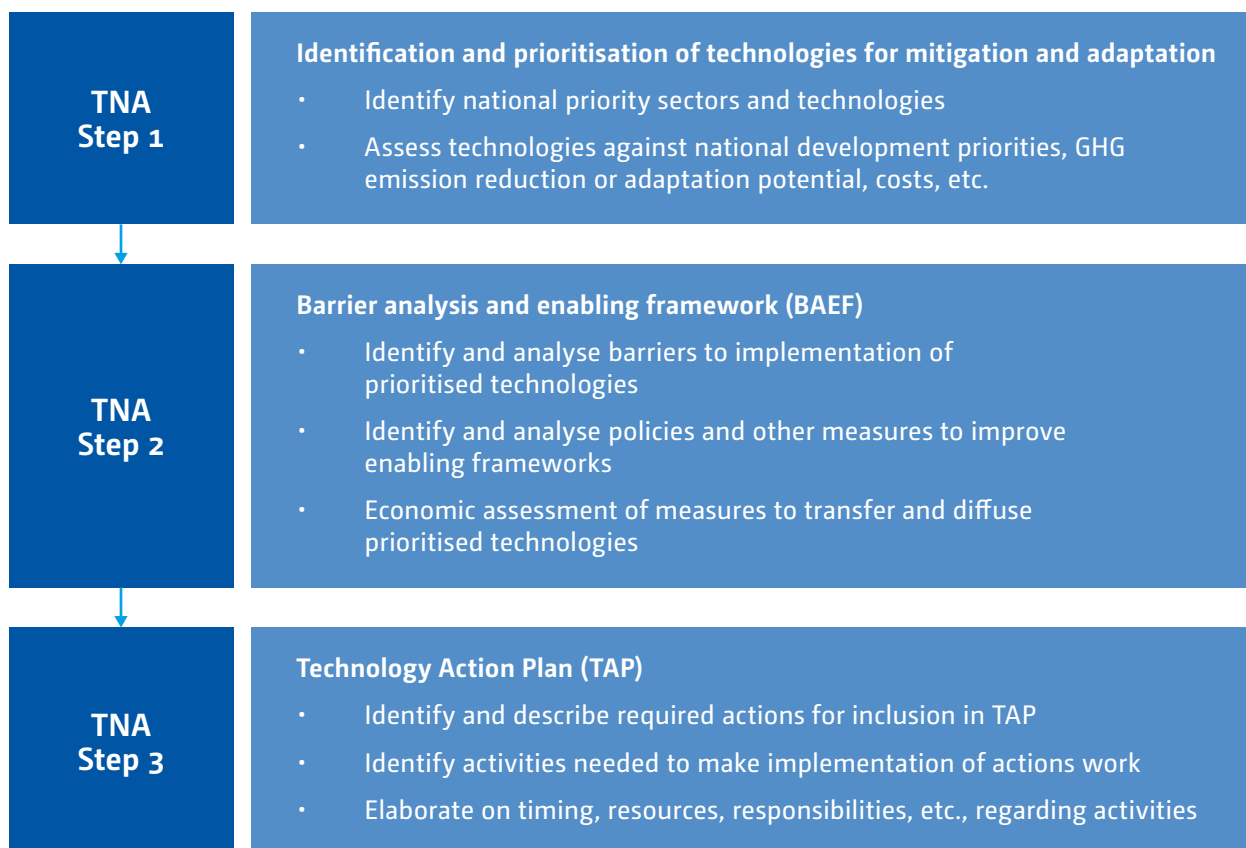 TNA
Step 1
Identification and prioritisation of technologies for mitigation and adaptation
• Identify national priority sectors and technologies
• Assess technologies against national development priorities, GHG
emission reduction or adaptation potential, costs, etc.
TNA
Step 2
Barrier analysis and enabling framework (BAEF)
• Identify and analyse barriers to implementation of
prioritised technologies
• Identify and analyse policies and other measures to improve
enabling frameworks
• Economic assessment of measures to transfer and diffuse
prioritised technologies
TNA
Step 3
Technology Action Plan (TAP)
• Identify and describe required actions for inclusion in TAP
• Identify activities needed to make implementation of actions work
• Elaborate on timing, resources, responsibilities, etc., regarding activities